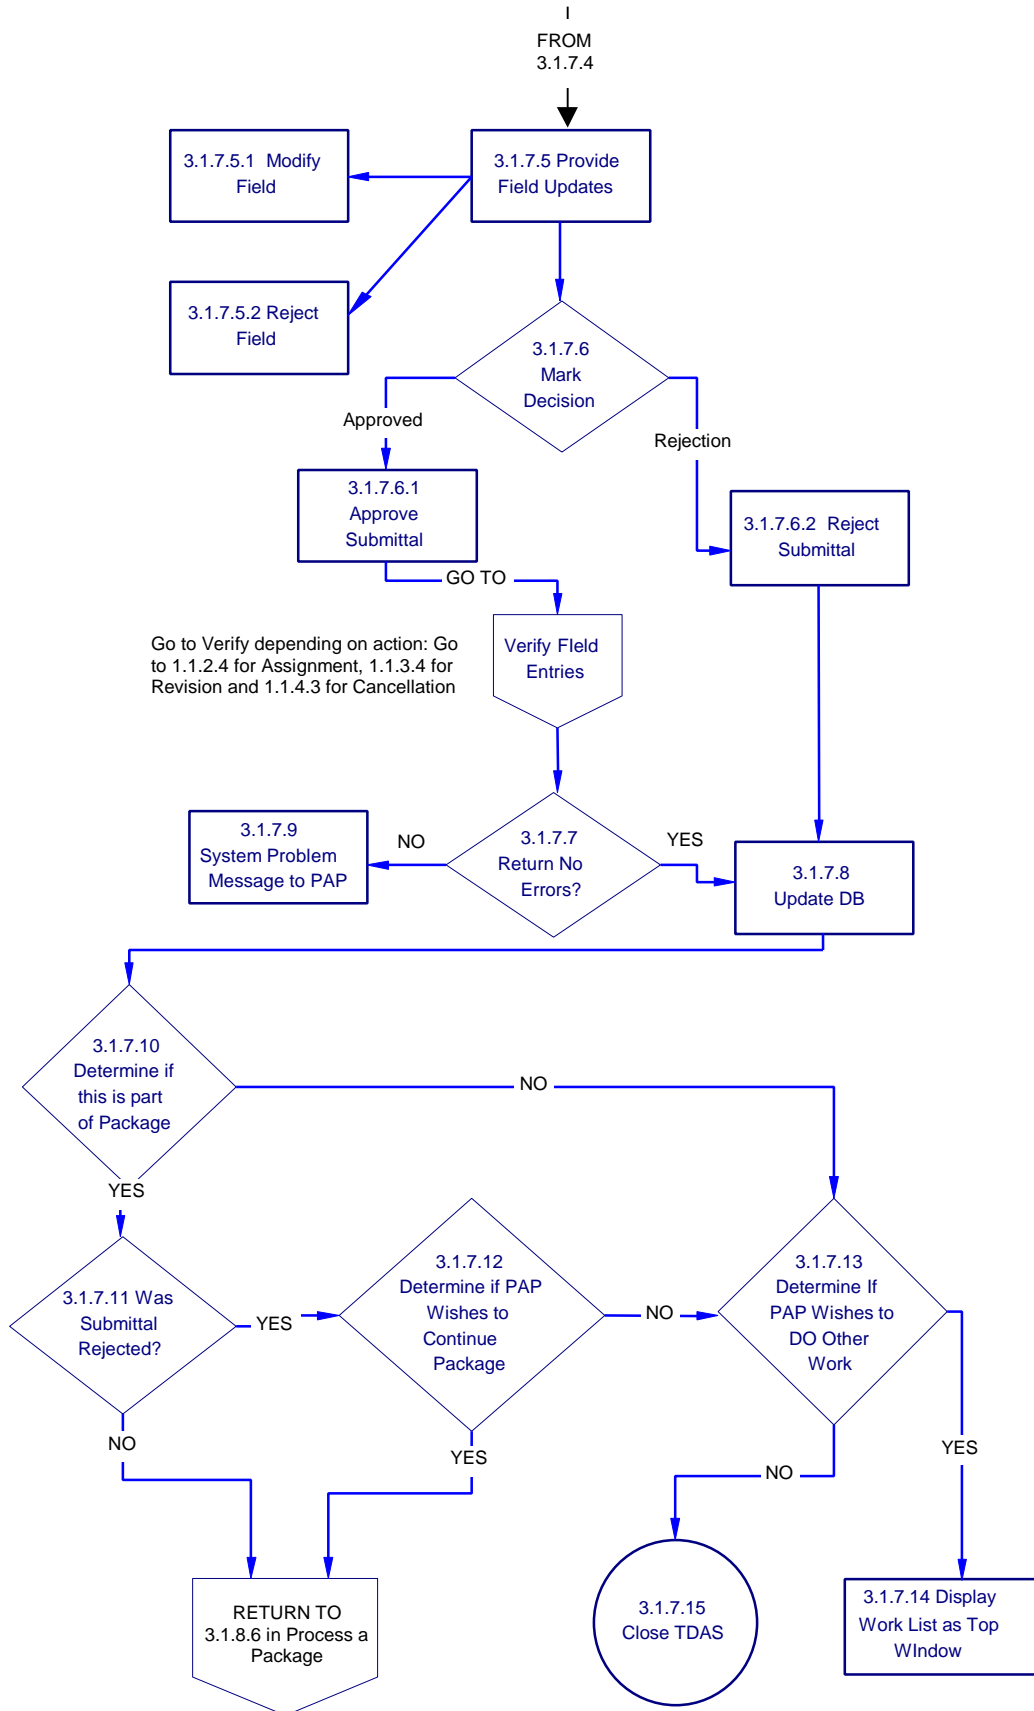 FROM
3.1.7.4
3.1.7.5.1 Modify
Field
3.1.7.5 Provide
Field Updates
3.1.7.5.2 Reject
Field
3.1.7.6
Mark
Decision
Approved
Rejection
3.1.7.6.1
Approve
Submittal
3.1.7.6.2 Reject
Submittal
GO TO
Verify FIeld
Entries
Go to Verify depending on action: Go
to 1.1.2.4 for Assignment, 1.1.3.4 for
Revision and 1.1.4.3 for Cancellation
3.1.7.9
System Problem
Message to PAP
NO
3.1.7.7
Return No
Errors?
YES
3.1.7.8
Update DB
3.1.7.10
Determine if
this is part
of Package
NO
YES
3.1.7.11 Was
Submittal
Rejected?
YES
3.1.7.12
Determine if PAP
Wishes to
Continue
Package
NO
3.1.7.13
Determine If
PAP Wishes to
DO Other
Work
NO
YES
NO
YES
RETURN TO
3.1.8.6 in Process a
Package
3.1.7.15
Close TDAS
3.1.7.14 Display
Work List as Top
WIndow